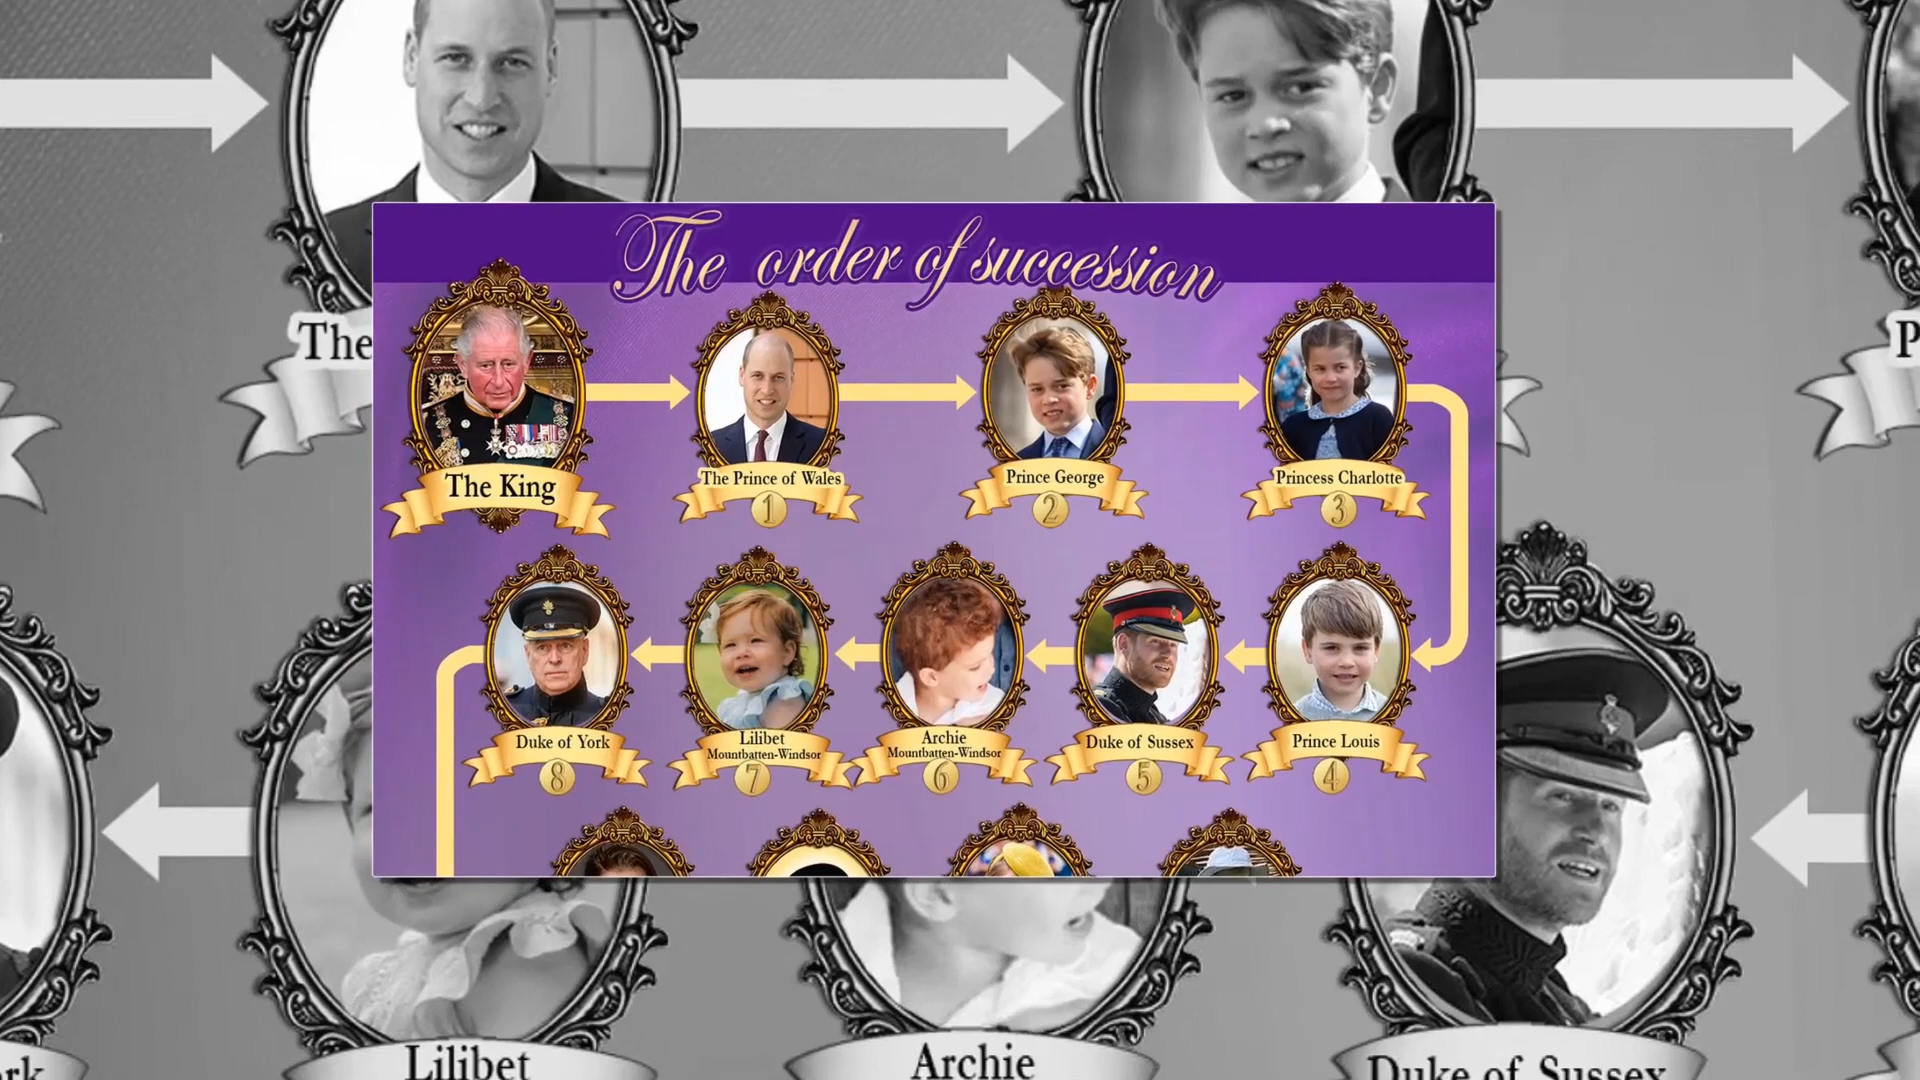 The order of succession
The King
The Prince of Wales
1
Prince George
2
Princess Charlotte
3
Duke of York
8
Lilibet
Mountbatten-Windsor
7
Archie
Mountbatten-Windsor
6
Duke of Sussex
5
Prince Louis
4
The
P
rk
Lilibet
Archie
Duke of Sussex